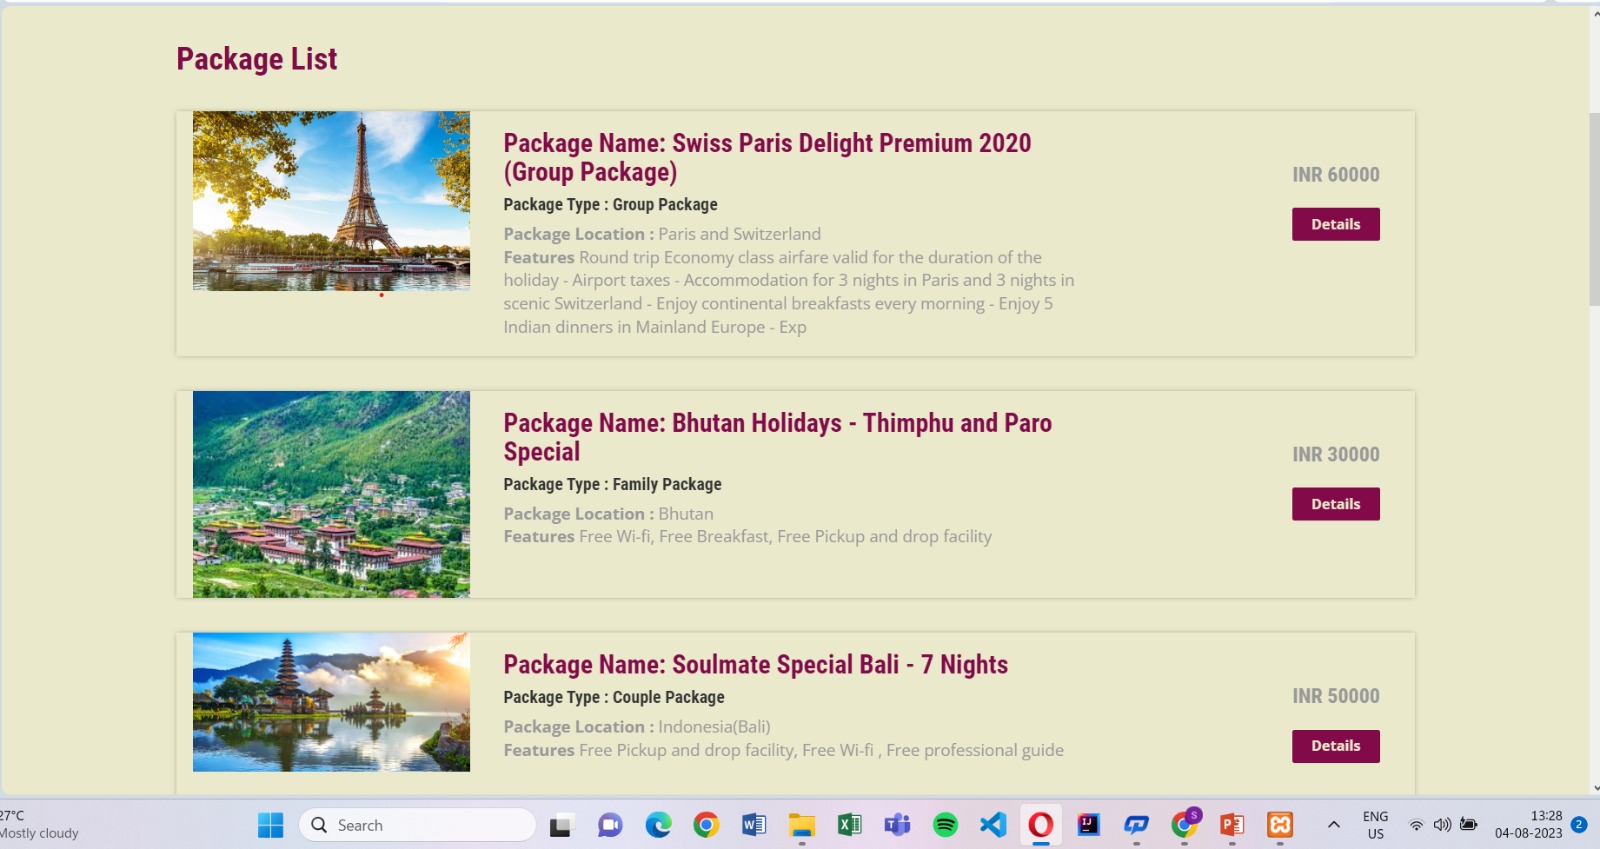 Package List
Package Name: Swiss Paris Delight Premium 2020
(Group Package)
Package Type : Group Package
Package Location : Paris and Switzerland
Features Round trip Economy class airfare valid for the duration of the
holiday - Airport taxes - Accommodation for 3 nights in Paris and 3 nights in
scenic Switzerland - Enjoy continental breakfasts every morning - Enjoy 5
Indian dinners in Mainland Europe - Exp
INR 60000
Details
Package Name: Bhutan Holidays - Thimphu and Paro
Special
Package Type : Family Package
Package Location : Bhutan
Features Free Wi-fi, Free Breakfast, Free Pickup and drop facility
INR 30000
Details
Package Name: Soulmate Special Bali - 7 Nights
Package Type : Couple Package
Package Location : Indonesia(Bali)
Features Free Pickup and drop facility, Free Wi-fi , Free professional guide
INR 50000
Details
27°C
Mostly cloudy
Search
ENG
US
13:28
04-08-2023
2